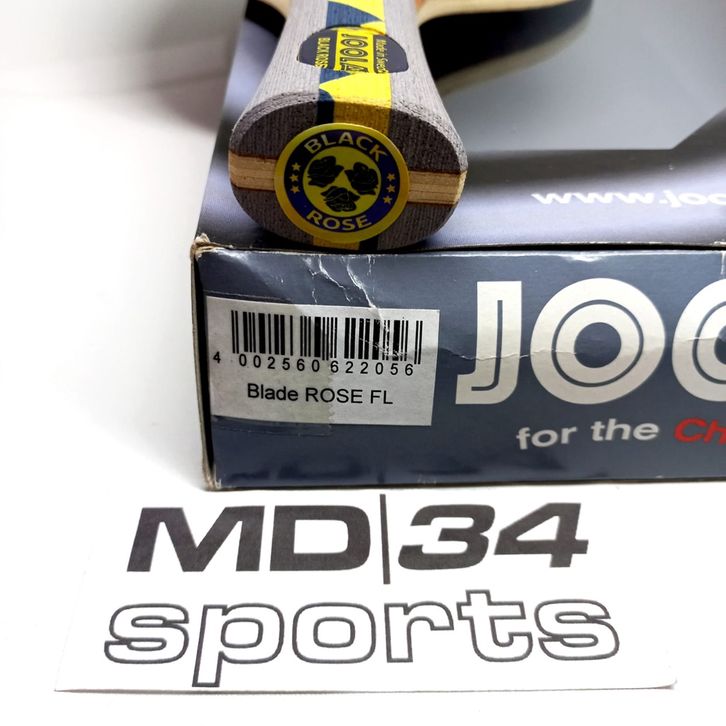 Made in Sweden
JOOLA
BLACK ROSE
BLACK
ROSE
www.joo
4 002560 622056
Blade ROSE FL
JOO
for the Ch
MD|34
sports